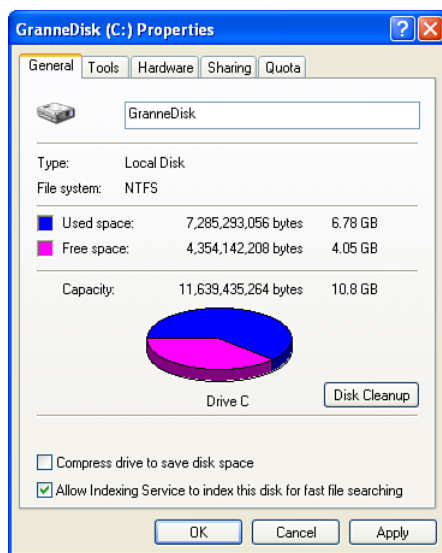 GranneDisk (C:) Properties
General Tools Hardware Sharing Quota
GranneDisk
Type: Local Disk
File system: NTFS
Used space: 7,285,293,056 bytes 6.78 GB
Free space: 4,354,142,208 bytes 4.05 GB
Capacity: 11,639,435,264 bytes 10.8 GB
Drive C
Disk Cleanup
Compress drive to save disk space
Allow Indexing Service to index this disk for fast file searching
OK Cancel Apply